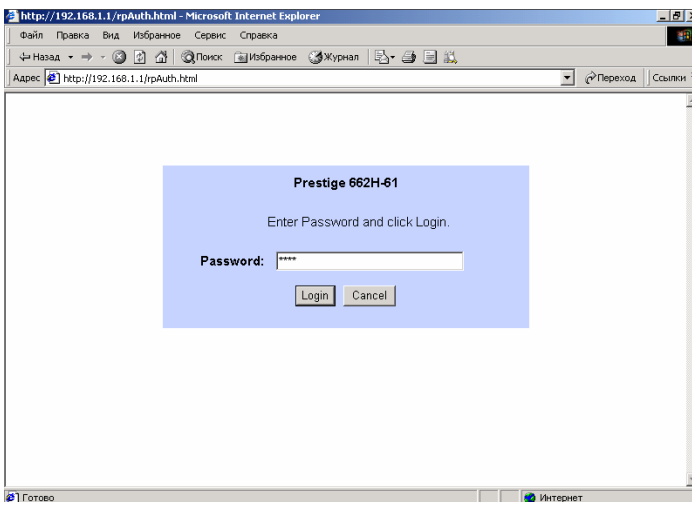 http://192.168.1.1/rpAuth.html - Microsoft Internet Explorer
Файл Правка Вид Избранное Сервис Справка
Назад Поиск Избранное Журнал
Адрес http://192.168.1.1/rpAuth.html Переход Ссылки
Prestige 662H-61
Enter Password and click Login.
Password: ****
Login Cancel
Готово Интернет